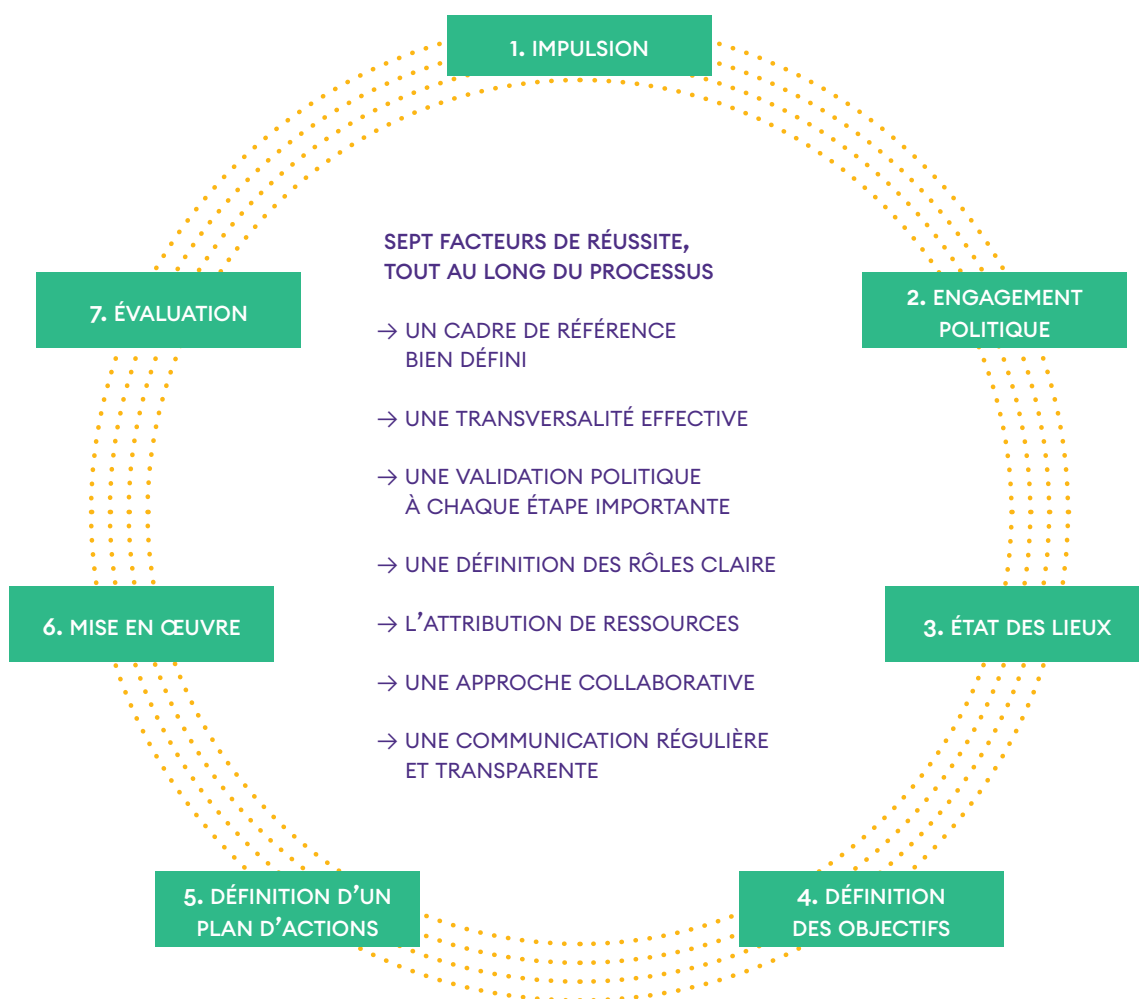 1. IMPULSION
SEPT FACTEURS DE RÉUSSITE,
TOUT AU LONG DU PROCESSUS
→ UN CADRE DE RÉFÉRENCE
BIEN DÉFINI
→ UNE TRANSVERSALITÉ EFFECTIVE
→ UNE VALIDATION POLITIQUE
À CHAQUE ÉTAPE IMPORTANTE
→ UNE DÉFINITION DES RÔLES CLAIRE
→ L’ATTRIBUTION DE RESSOURCES
→ UNE APPROCHE COLLABORATIVE
→ UNE COMMUNICATION RÉGULIÈRE
ET TRANSPARENTE
2. ENGAGEMENT
POLITIQUE
3. ÉTAT DES LIEUX
4. DÉFINITION
DES OBJECTIFS
5. DÉFINITION D’UN
PLAN D’ACTIONS
6. MISE EN ŒUVRE
7. ÉVALUATION